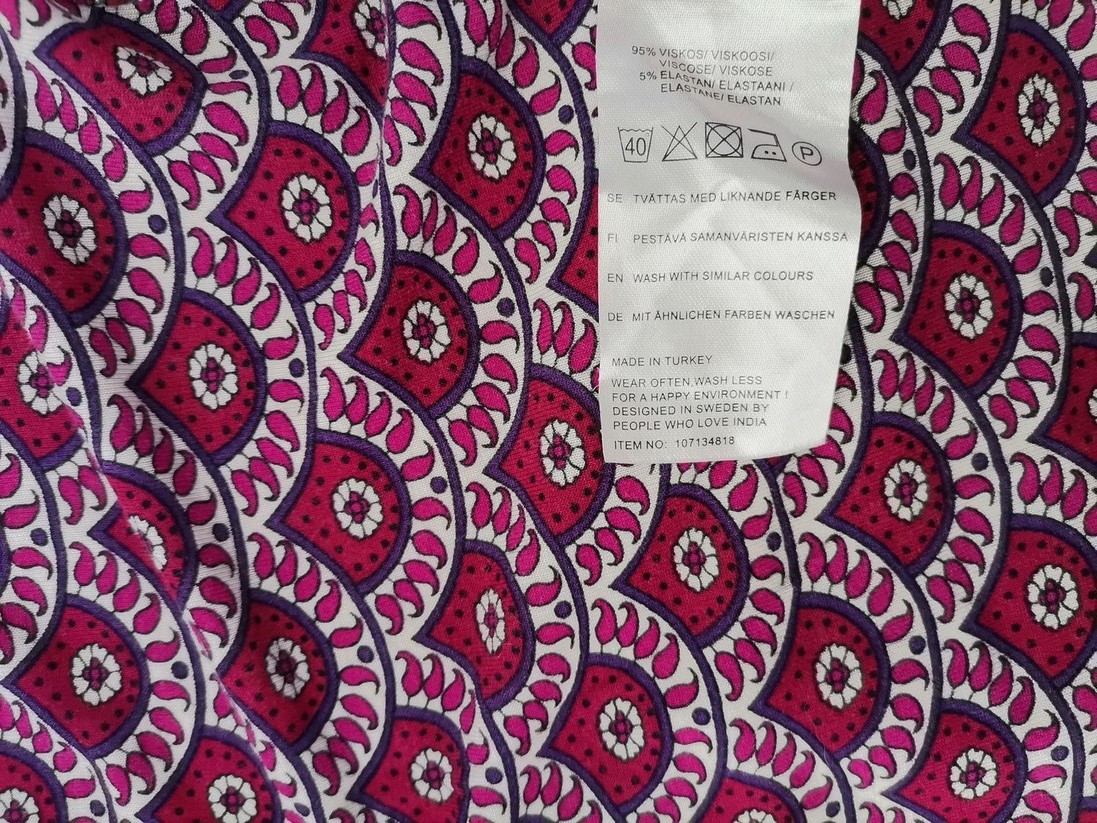 95% VISKOS/ VISKOOSI/
VISCOSE/ VISKOSE
5% ELASTAN/ ELASTAANI /
ELASTANE/ ELASTAN
40 P
SE TVÄTTAS MED LIKNANDE FÄRGER
FI PESTÄVÄ SAMANVÄRISTEN KANSSA
EN WASH WITH SIMILAR COLOURS
DE MIT ÄHNLICHEN FARBEN WASCHEN
MADE IN TURKEY
WEAR OFTEN,WASH LESS
FOR A HAPPY ENVIRONMENT !
DESIGNED IN SWEDEN BY
PEOPLE WHO LOVE INDIA
ITEM NO: 107134818